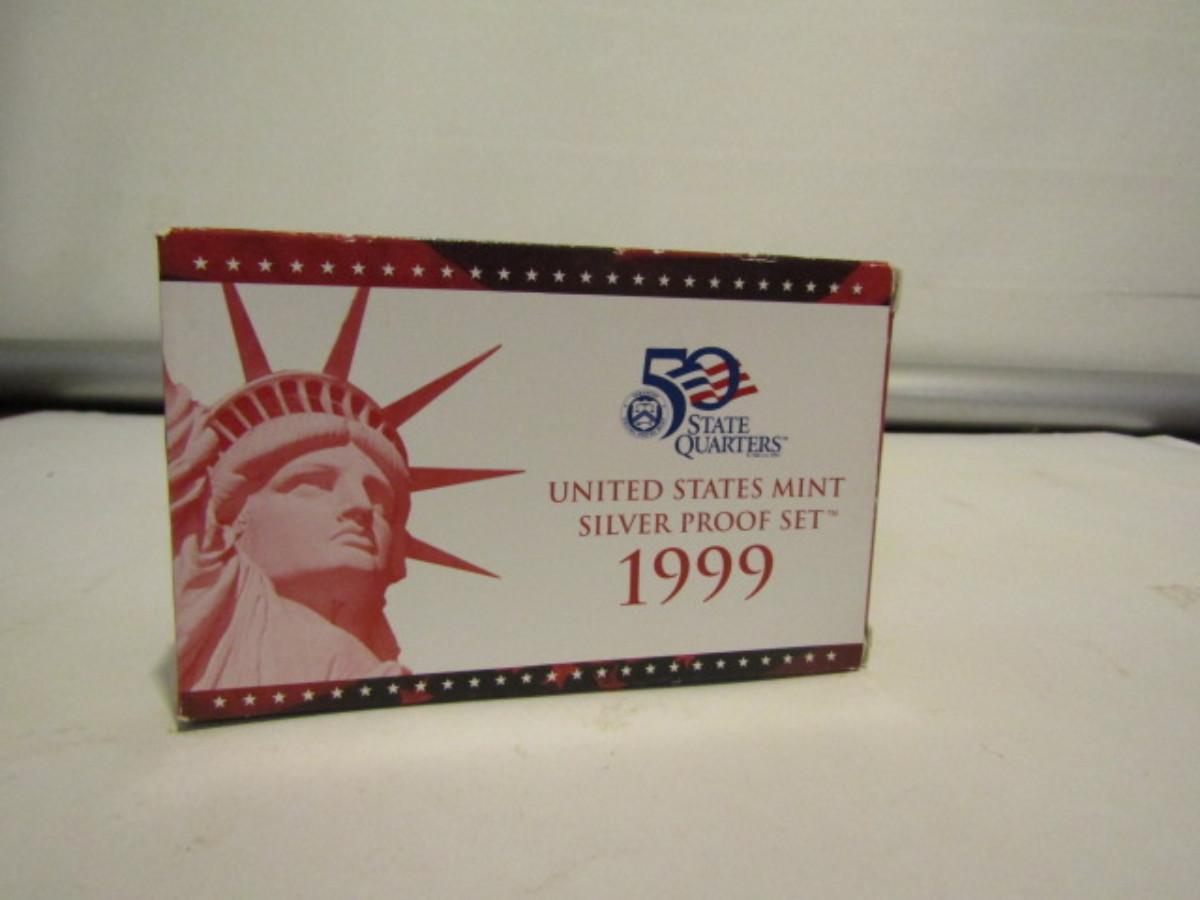 50
STATE
QUARTERS™
UNITED STATES MINT
SILVER PROOF SET™
1999